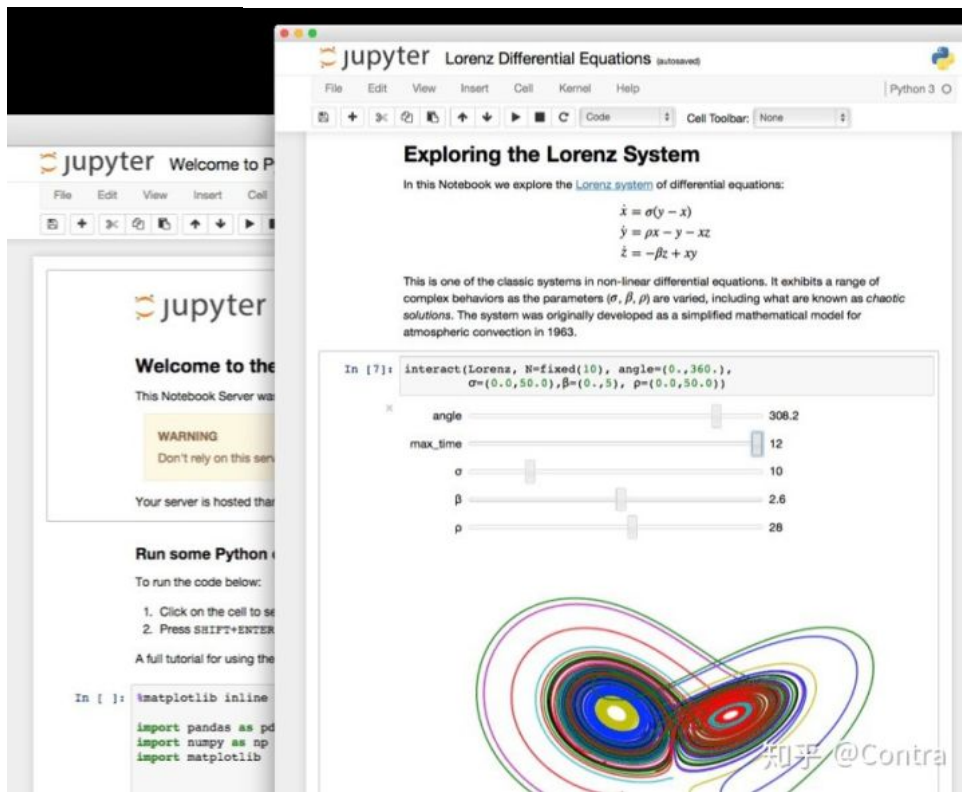 jupyter Lorenz Differential Equations (autosaved)
File Edit View Insert Cell Kernel Help Python 3
Code Cell Toolbar: None
Exploring the Lorenz System
In this Notebook we explore the Lorenz system of differential equations:
ẋ = σ(y − x)
ẏ = ρx − y − xz
ż = −βz + xy
This is one of the classic systems in non-linear differential equations. It exhibits a range of
complex behaviors as the parameters (σ, β, ρ) are varied, including what are known as chaotic
solutions. The system was originally developed as a simplified mathematical model for
atmospheric convection in 1963.
In [7]: interact(Lorenz, N=fixed(10), angle=(0.,360.),
σ=(0.0,50.0),β=(0.,5), ρ=(0.0,50.0))
angle 308.2
max_time 12
σ 10
β 2.6
ρ 28
jupyter Welcome to P
File Edit View Insert Cell
jupyter
Welcome to the
This Notebook Server was
WARNING
Don't rely on this serv
Your server is hosted than
Run some Python
To run the code below:
1. Click on the cell to se
2. Press SHIFT+ENTER
A full tutorial for using the
In [ ]: %matplotlib inline
import pandas as pd
import numpy as np
import matplotlib
知乎 @Contra